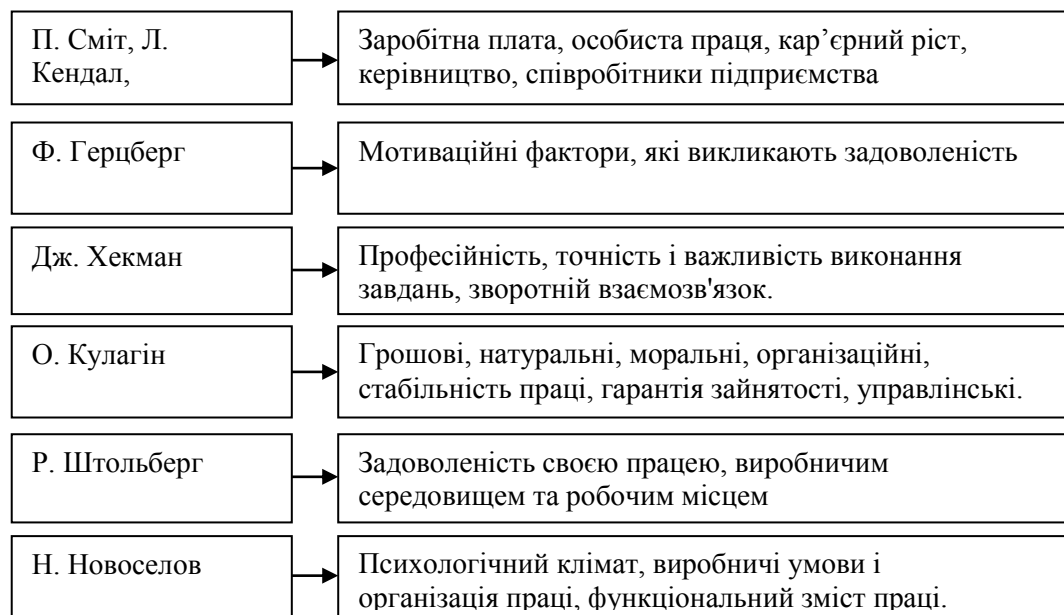 П. Сміт, Л.
Кендал,
Заробітна плата, особиста праця, кар’єрний ріст,
керівництво, співробітники підприємства
Ф. Герцберг
Мотиваційні фактори, які викликають задоволеність
Дж. Хекман
Професійність, точність і важливість виконання
завдань, зворотній взаємозв'язок.
О. Кулагін
Грошові, натуральні, моральні, організаційні,
стабільність праці, гарантія зайнятості, управлінські.
Р. Штольберг
Задоволеність своєю працею, виробничим
середовищем та робочим місцем
Н. Новоселов
Психологічний клімат, виробничі умови і
організація праці, функціональний зміст праці.